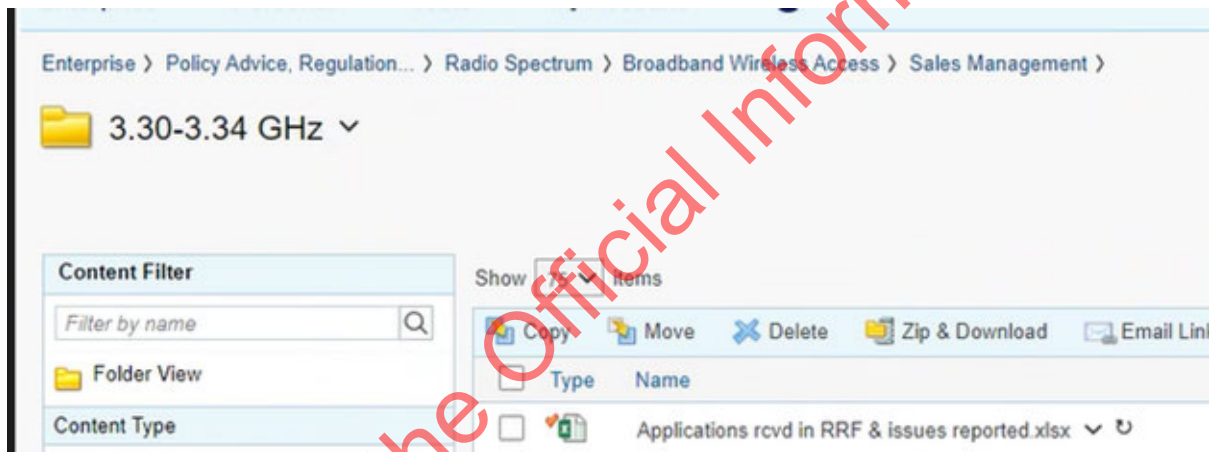 Enterprise > Policy Advice, Regulation... > Radio Spectrum > Broadband Wireless Access > Sales Management >
3.30-3.34 GHz
Content Filter
Show 75 items
Filter by name
Copy Move Delete Zip & Download Email Link
Folder View
Type Name
Content Type
Applications rcvd in RRF & issues reported.xlsx
the Official Inform